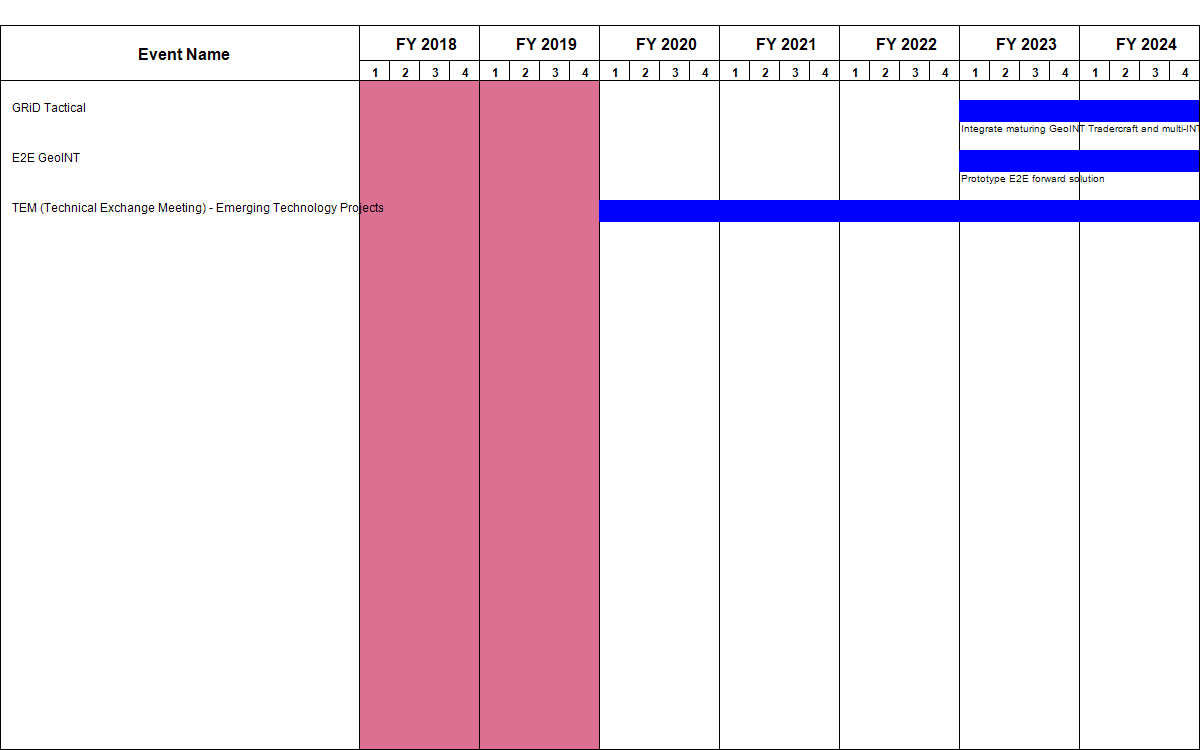 Event Name
FY 2018 FY 2019 FY 2020 FY 2021 FY 2022 FY 2023 FY 2024
1 2 3 4 1 2 3 4 1 2 3 4 1 2 3 4 1 2 3 4 1 2 3 4 1 2 3 4
GRiD Tactical
Integrate maturing GeoINT Tradercraft and multi-INT
E2E GeoINT
Prototype E2E forward solution
TEM (Technical Exchange Meeting) - Emerging Technology Projects